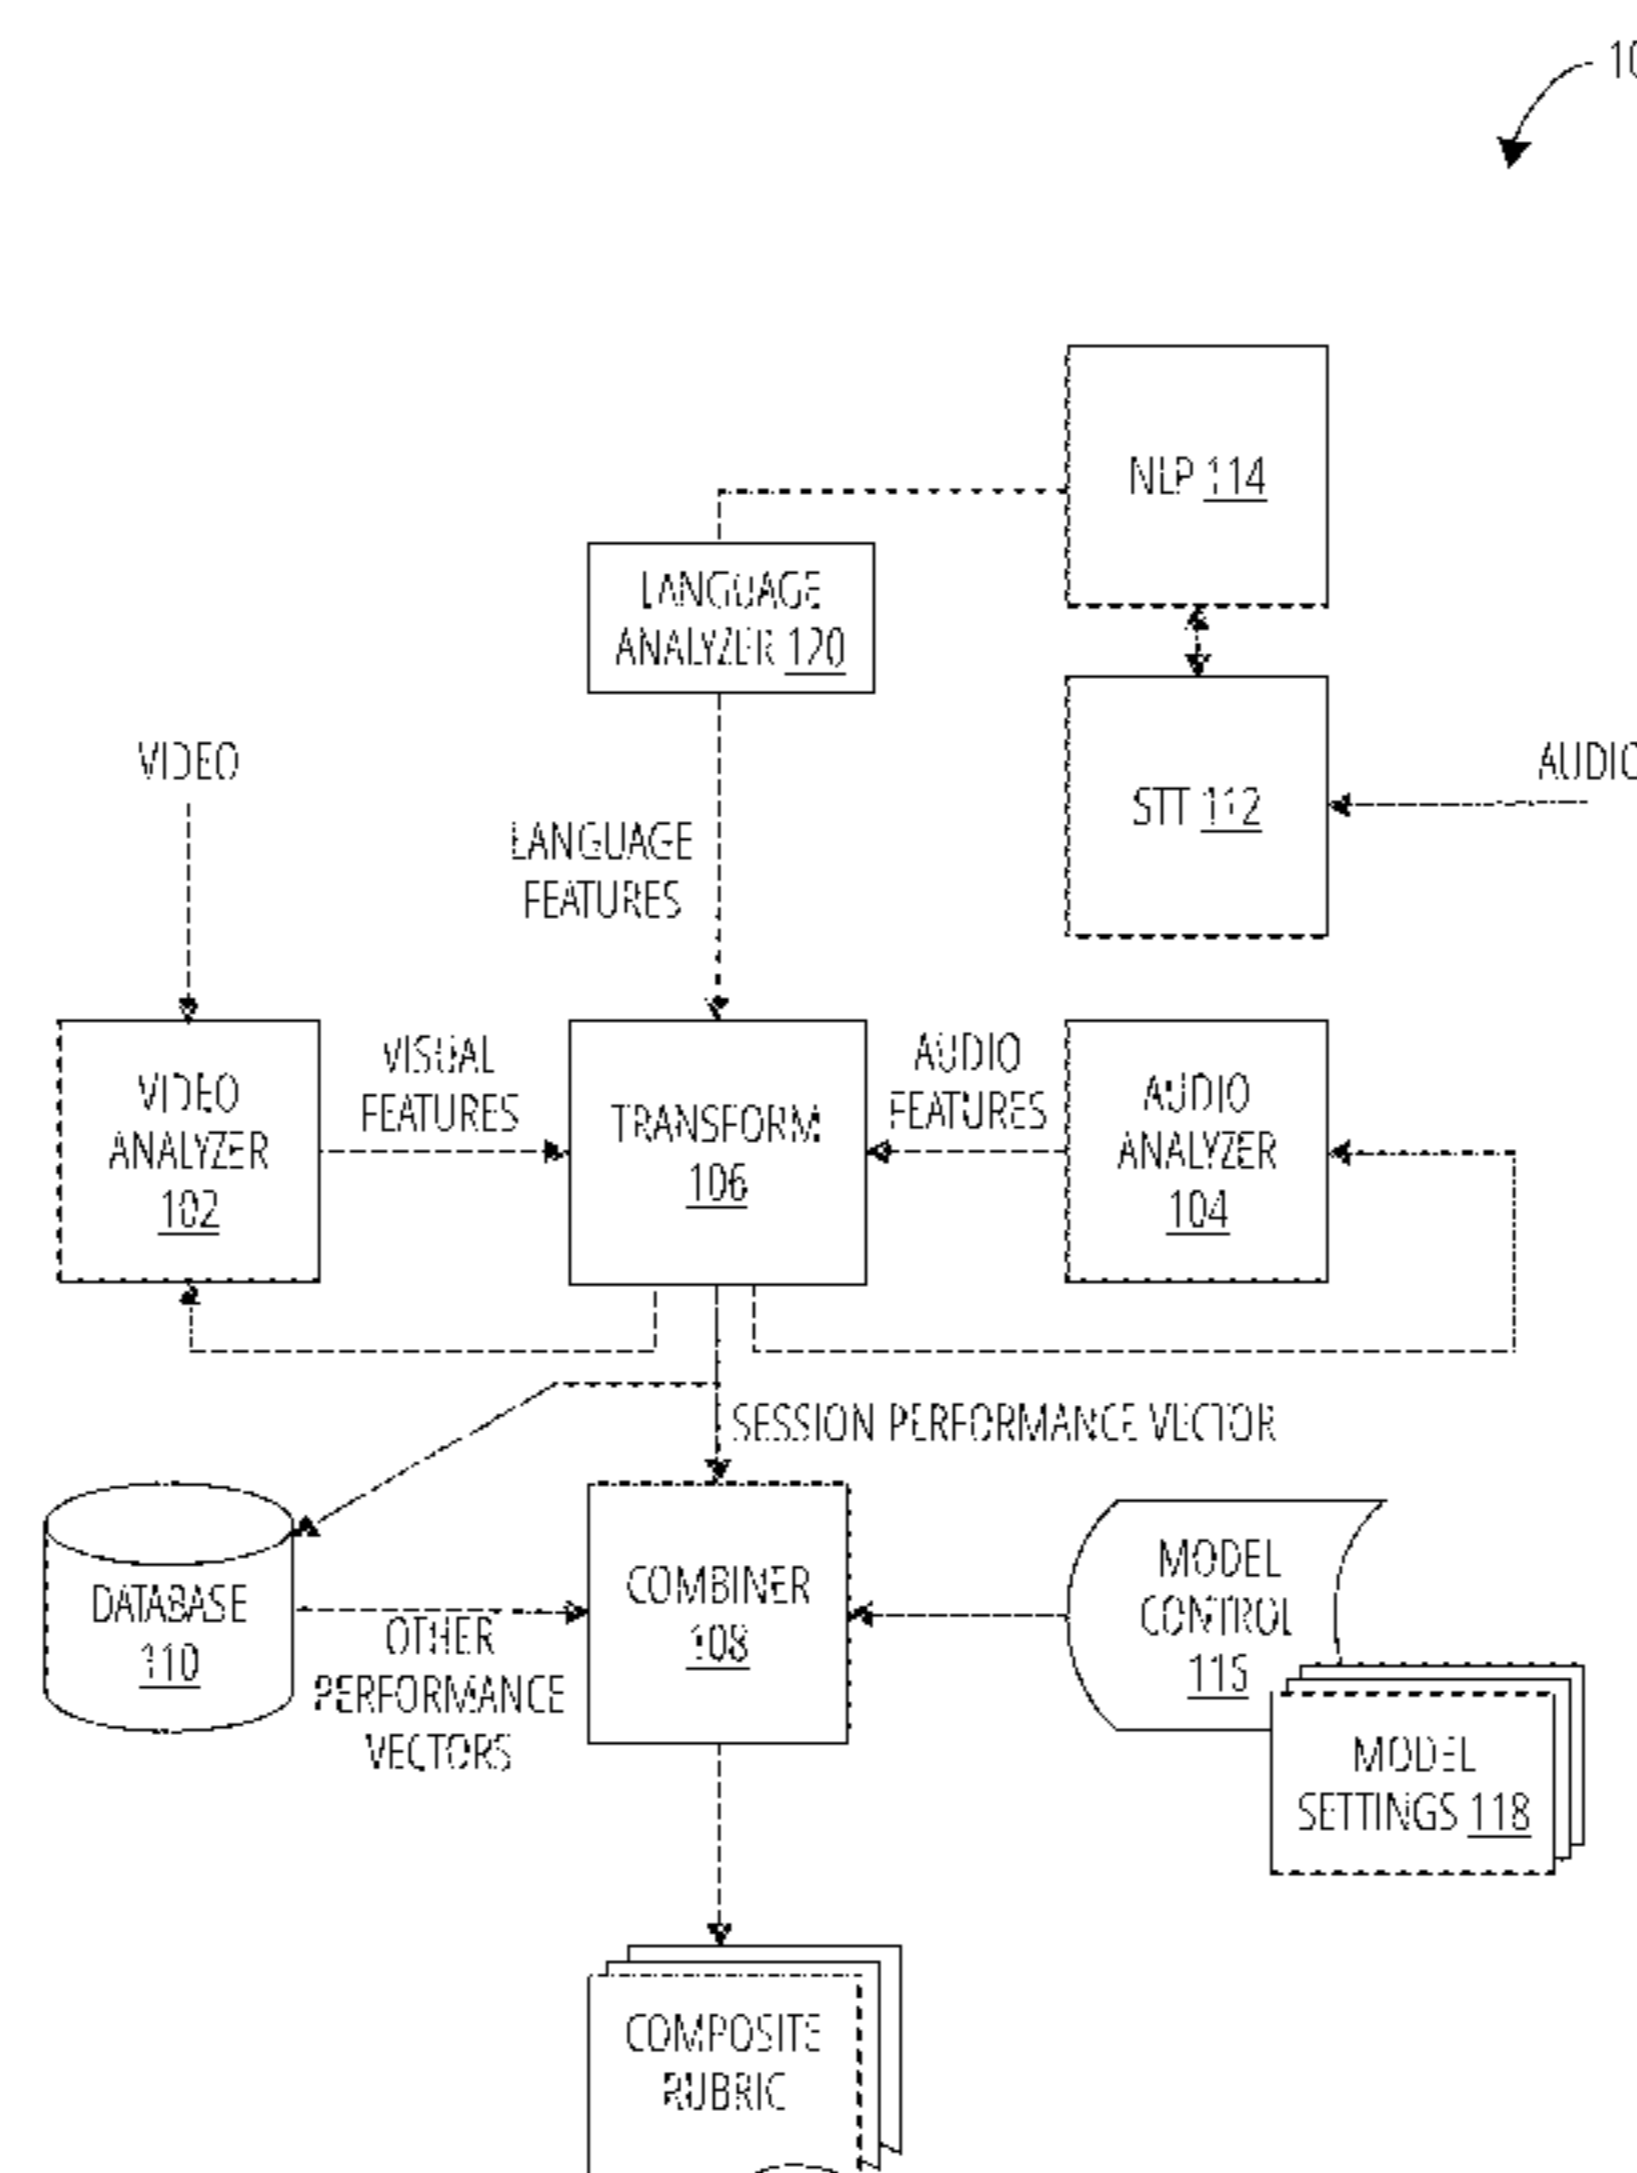 10
NLP 114
LANGUAGE
ANALYZER 120
VIDEO
AUDIO
STT 112
LANGUAGE
FEATURES
VISUAL
FEATURES
AUDIO
FEATURES
VIDEO
ANALYZER
102
TRANSFORM
106
AUDIO
ANALYZER
104
SESSION PERFORMANCE VECTOR
DATABASE
110
OTHER
PERFORMANCE
VECTORS
COMBINER
108
MODEL
CONTROL
MODEL
SETTINGS 118
COMPOSITE
RUBRIC